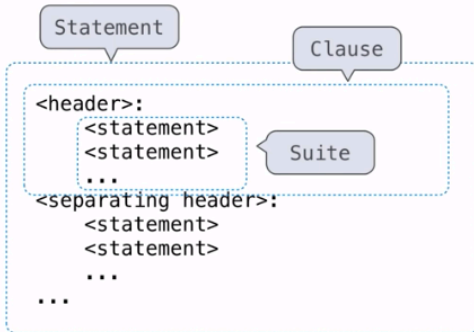 Statement
Clause
<header>:
<statement>
<statement>
...
Suite
<separating header>:
<statement>
<statement>
...
...